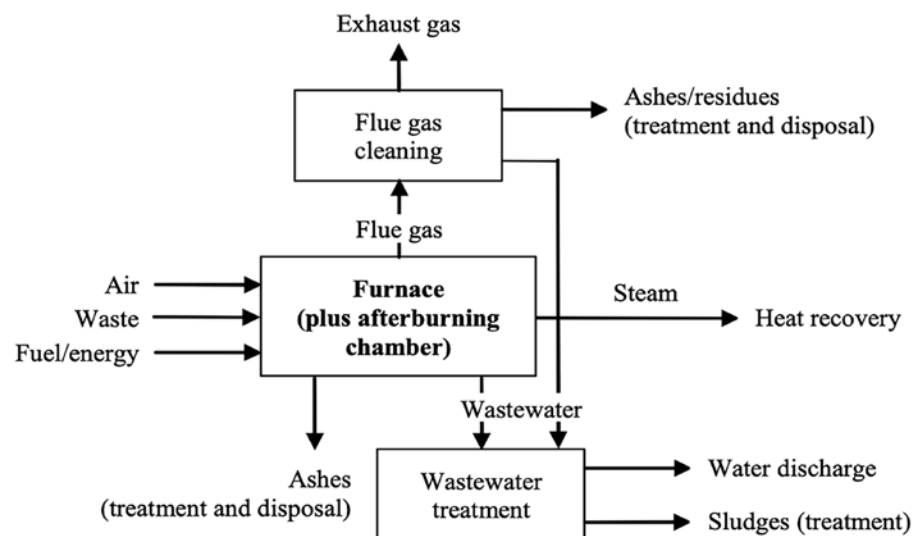 Exhaust gas
Flue gas
cleaning
Ashes/residues
(treatment and disposal)
Flue gas
Air
Waste
Fuel/energy
Furnace
(plus afterburning
chamber)
Steam
Heat recovery
Wastewater
Ashes
(treatment and disposal)
Wastewater
treatment
Water discharge
Sludges (treatment)